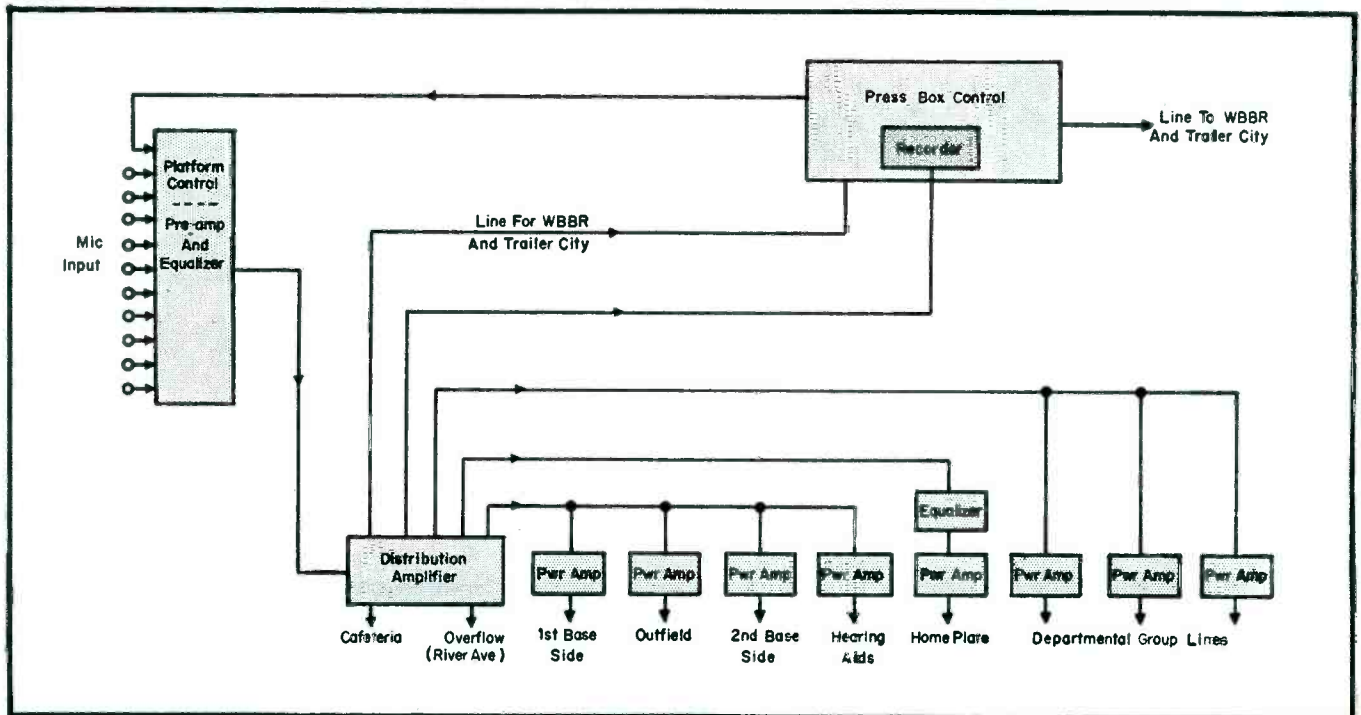 Press Box Control
Recorder
Line To WBBR
And Trailer City
Platform
Control
Pre-amp
And
Equalizer
Mic
Input
Line For WBBR
And Trailer City
Equalizer
Distribution
Amplifier
Pwr Amp
Pwr Amp
Pwr Amp
Pwr Amp
Pwr Amp
Pwr Amp
Pwr Amp
Pwr Amp
Cafeteria
Overflow
(River Ave)
1st Base
Side
Outfield
2nd Base
Side
Hearing
Aids
Home Plate
Departmental Group Lines